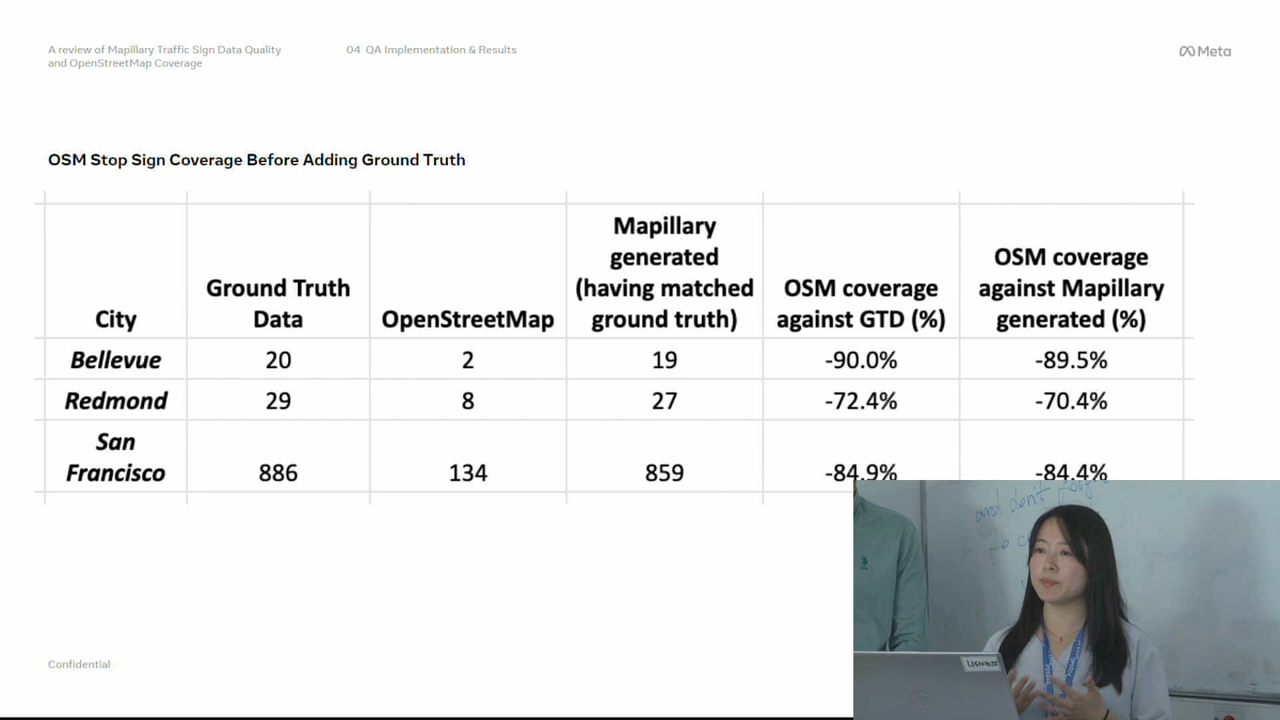 A review of Mapillary Traffic Sign Data Quality
and OpenStreetMap Coverage
04 QA Implementation & Results
Meta
OSM Stop Sign Coverage Before Adding Ground Truth
City
Ground Truth
Data
OpenStreetMap
Mapillary
generated
(having matched
ground truth)
OSM coverage
against GTD (%)
OSM coverage
against Mapillary
generated (%)
Bellevue 20 2 19 -90.0% -89.5%
Redmond 29 8 27 -72.4% -70.4%
San
Francisco 886 134 859 -84.9% -84.4%
and don't
Confidential